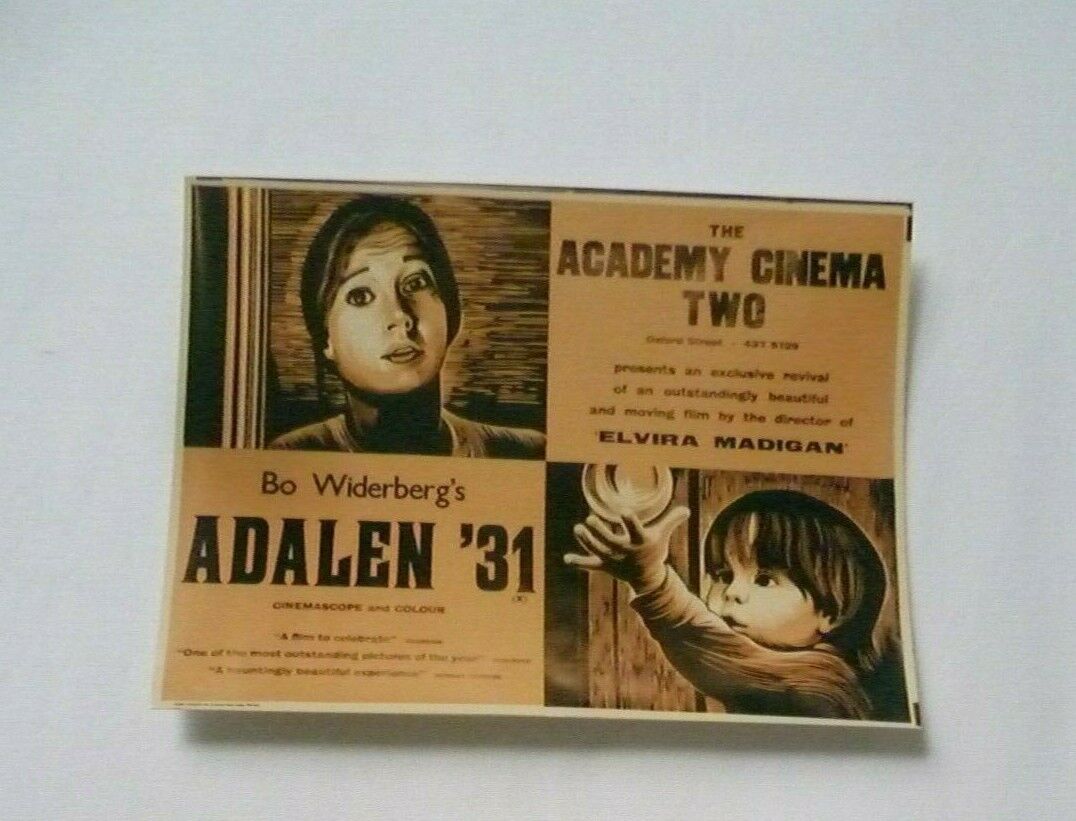 THE
ACADEMY CINEMA
TWO
Oxford Street - 437 5129
presents an exclusive revival
of an outstandingly beautiful
and moving film by the director of
'ELVIRA MADIGAN'
Bo Widerberg's
ADALEN '31
(X)
CINEMASCOPE and COLOUR
"A film to celebrate"
"One of the most outstanding pictures of the year"
"A hauntingly beautiful experience"